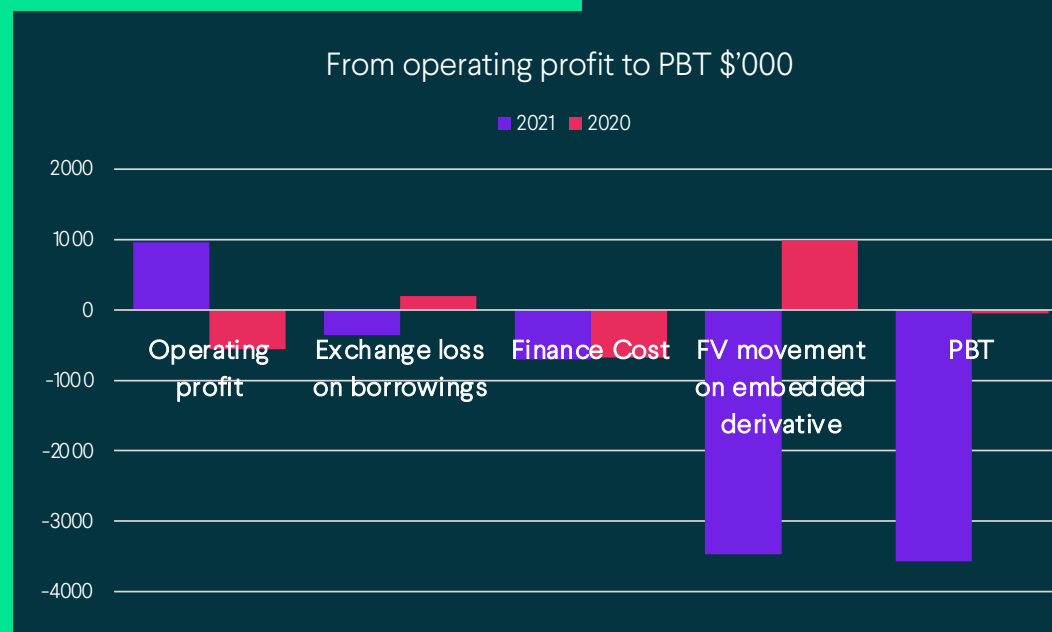 From operating profit to PBT $’000
2021 2020
2000
1000
0
-1000
-2000
-3000
-4000
Operating
profit
Exchange loss
on borrowings
Finance Cost
FV movement
on embedded
derivative
PBT